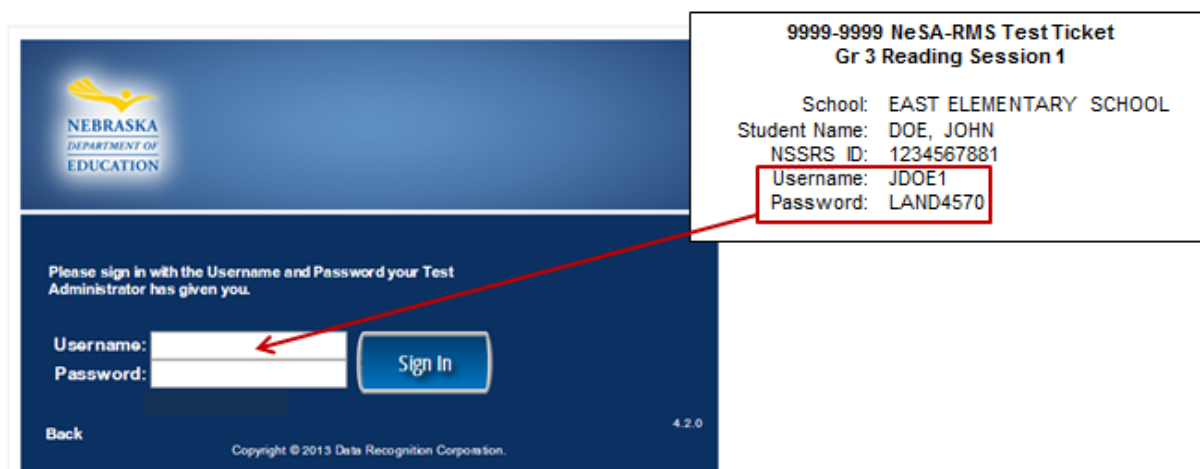 9999-9999 NeSA-RMS Test Ticket
Gr 3 Reading Session 1
School: EAST ELEMENTARY SCHOOL
Student Name: DOE, JOHN
NSSRS ID: 1234567881
Username: JDOE1
Password: LAND4570
NEBRASKA
DEPARTMENT OF
EDUCATION
Please sign in with the Username and Password your Test
Administrator has given you.
Username:
Password:
Sign In
Back
4.2.0
Copyright © 2013 Data Recognition Corporation.